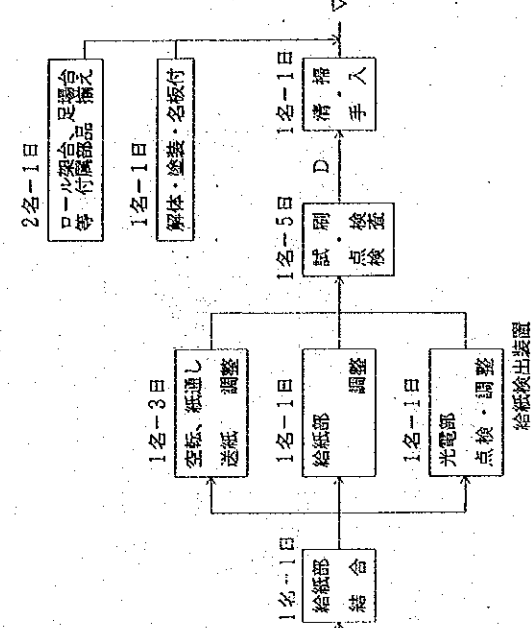 2名-1日
ロール架台、足場台
等 付属部品 揃え
1名-1日
解体・塗装・名板付
1名-1日
清掃
・
手入
D
1名-5日
試刷
・
点検 検査
1名-3日
空転、紙通し
送紙 調整
1名-1日
給紙部
調整
1名-1日
光電部
点検・調整
給紙検出装置
1名-1日
給紙部
結合